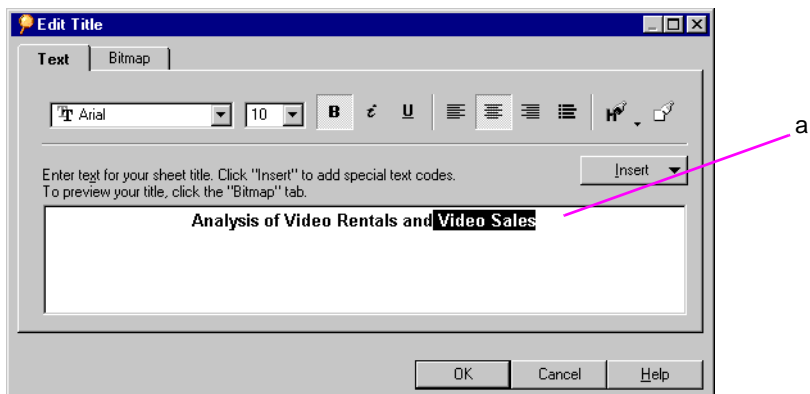 Edit Title
Text Bitmap
Arial 10 B i U
Insert
Enter text for your sheet title. Click "Insert" to add special text codes.
To preview your title, click the "Bitmap" tab.
Analysis of Video Rentals and Video Sales
OK Cancel Help
a